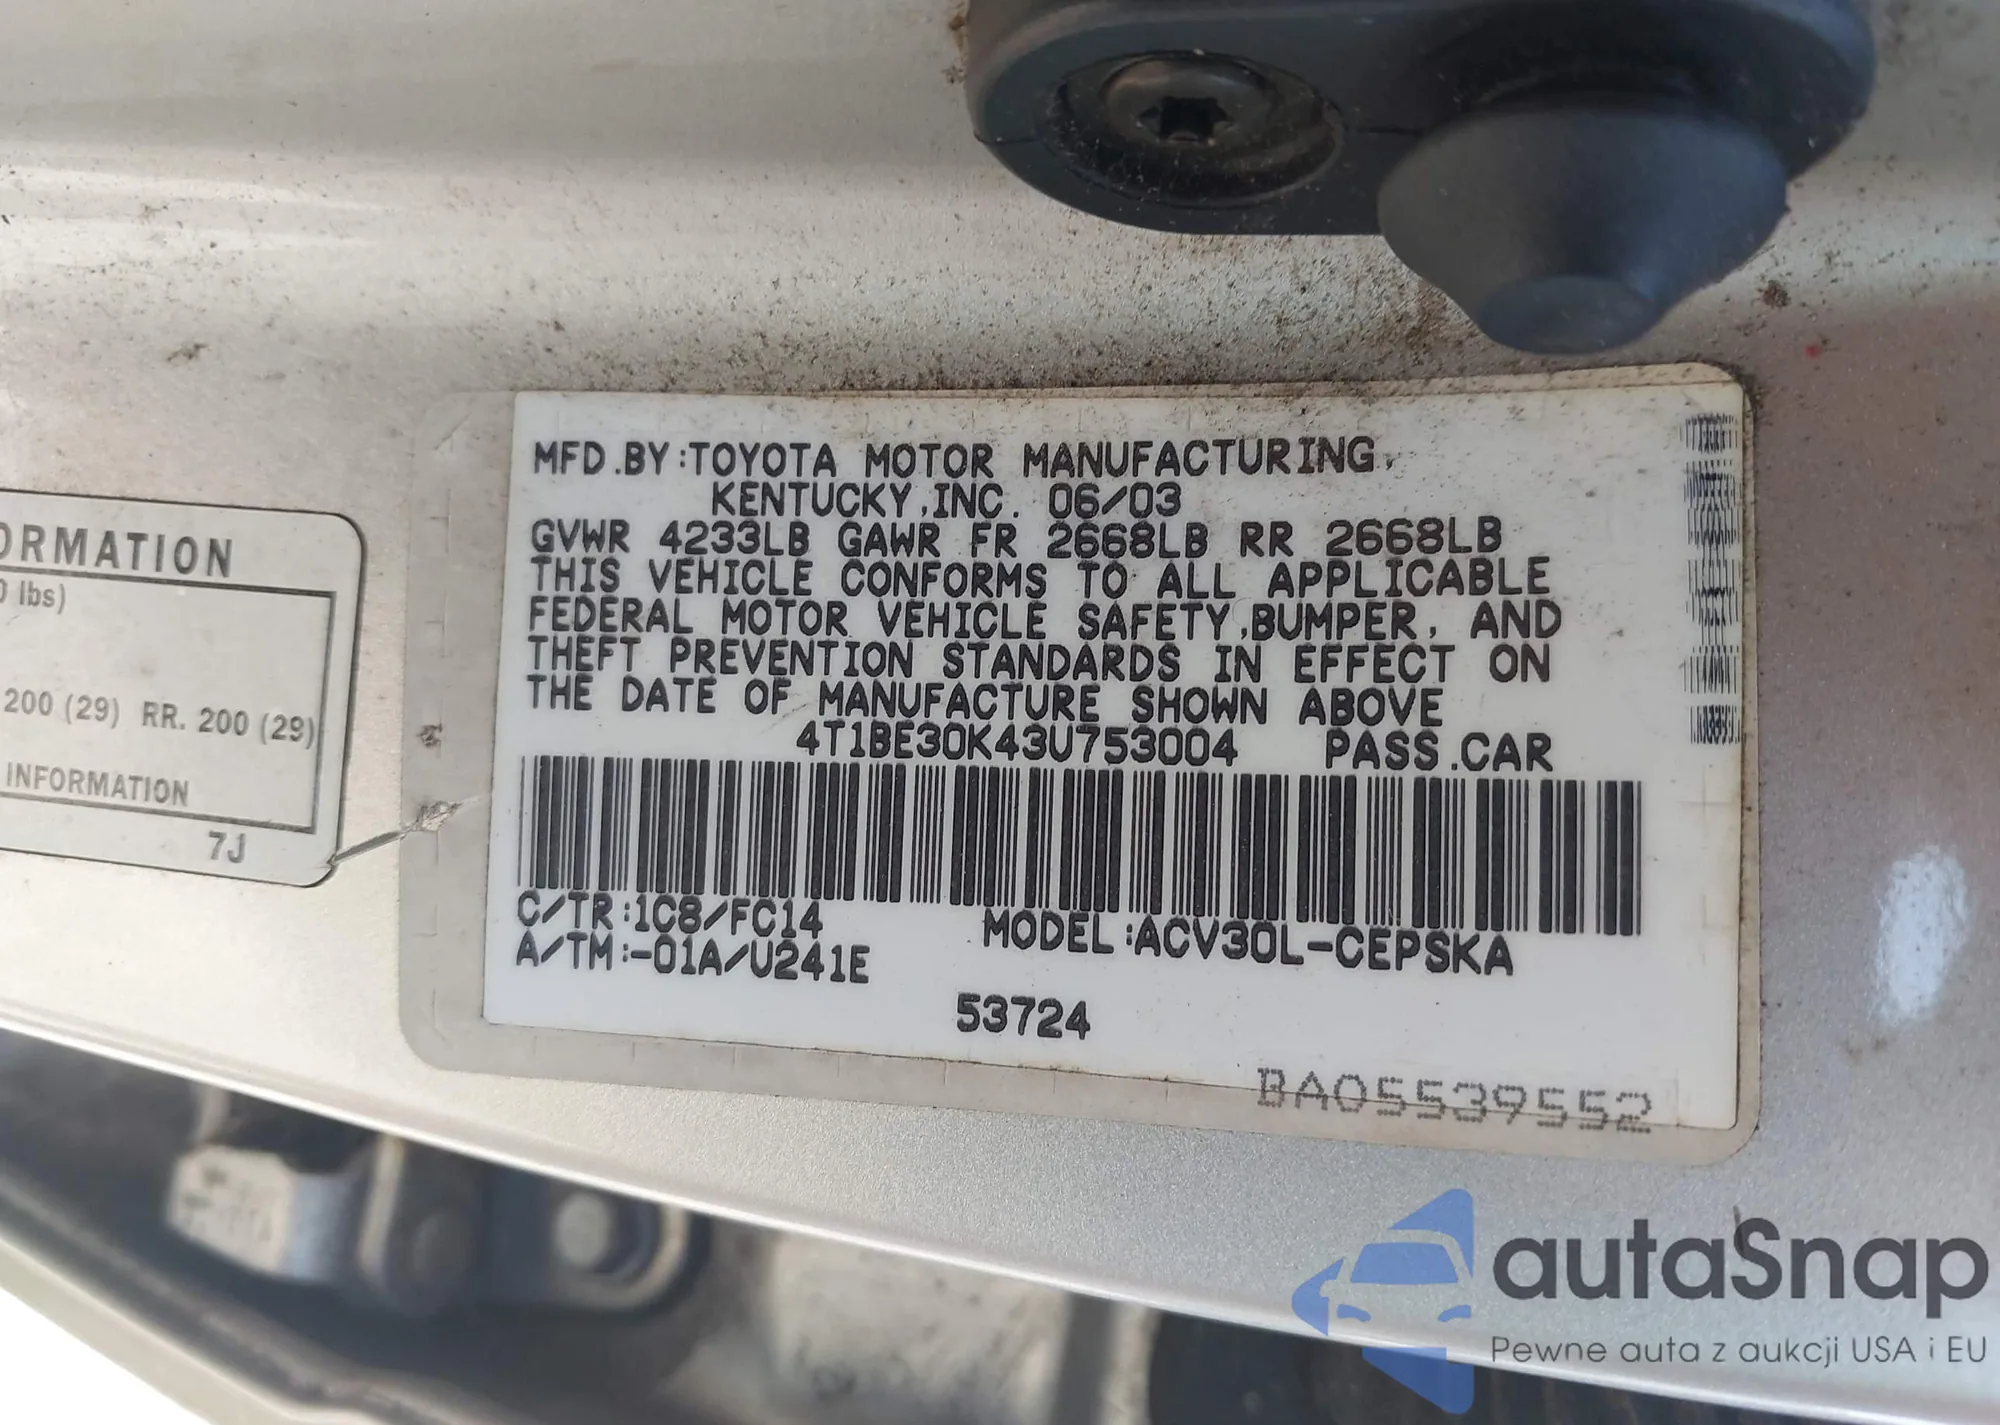 ORMATION
0 lbs)
200 (29) RR. 200 (29)
INFORMATION
7J
MFD.BY:TOYOTA MOTOR MANUFACTURING,
KENTUCKY,INC. 06/03
GVWR 4233LB GAWR FR 2668LB RR 2668LB
THIS VEHICLE CONFORMS TO ALL APPLICABLE
FEDERAL MOTOR VEHICLE SAFETY,BUMPER, AND
THEFT PREVENTION STANDARDS IN EFFECT ON
THE DATE OF MANUFACTURE SHOWN ABOVE
4T1BE30K43U753004 PASS.CAR
C/TR:1C8/FC14
A/TM:-01A/U241E
MODEL:ACV30L-CEPSKA
53724
BA05539552
autoSnap
Pewne auta z aukcji USA i EU